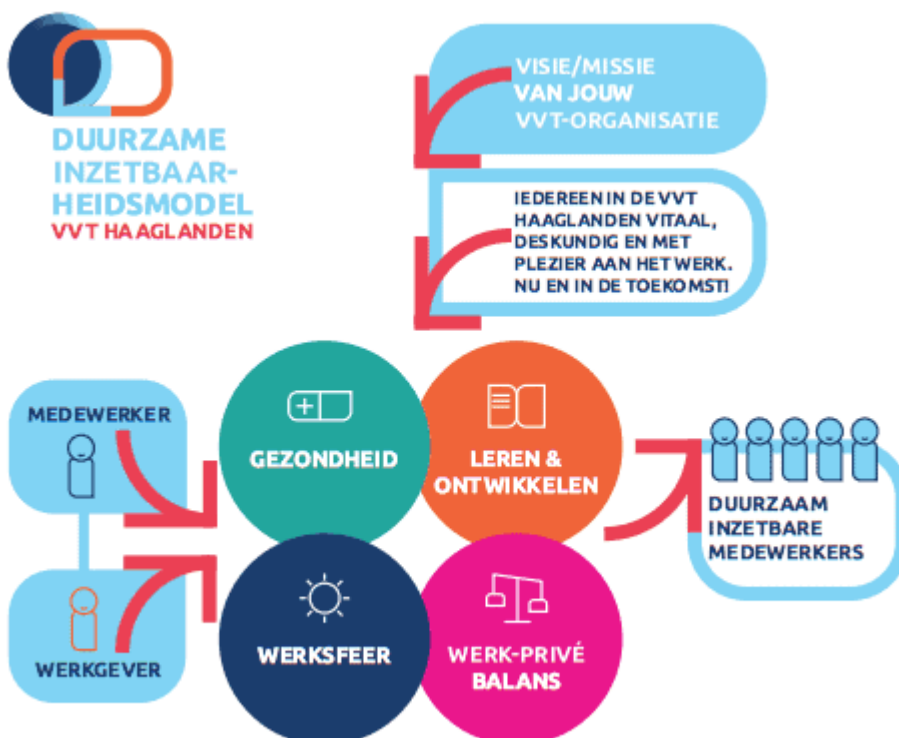 DUURZAME
INZETBAAR-
HEIDSMODEL
VVT HAAGLANDEN
VISIE/MISSIE
VAN JOUW
VVT-ORGANISATIE
IEDEREEN IN DE VVT
HAAGLANDEN VITAAL,
DESKUNDIG EN MET
PLEZIER AAN HET WERK.
NU EN IN DE TOEKOMST!
MEDEWERKER
WERKGEVER
GEZONDHEID
LEREN &
ONTWIKKELEN
WERKSFEER
WERK-PRIVÉ
BALANS
DUURZAAM
INZETBARE
MEDEWERKERS